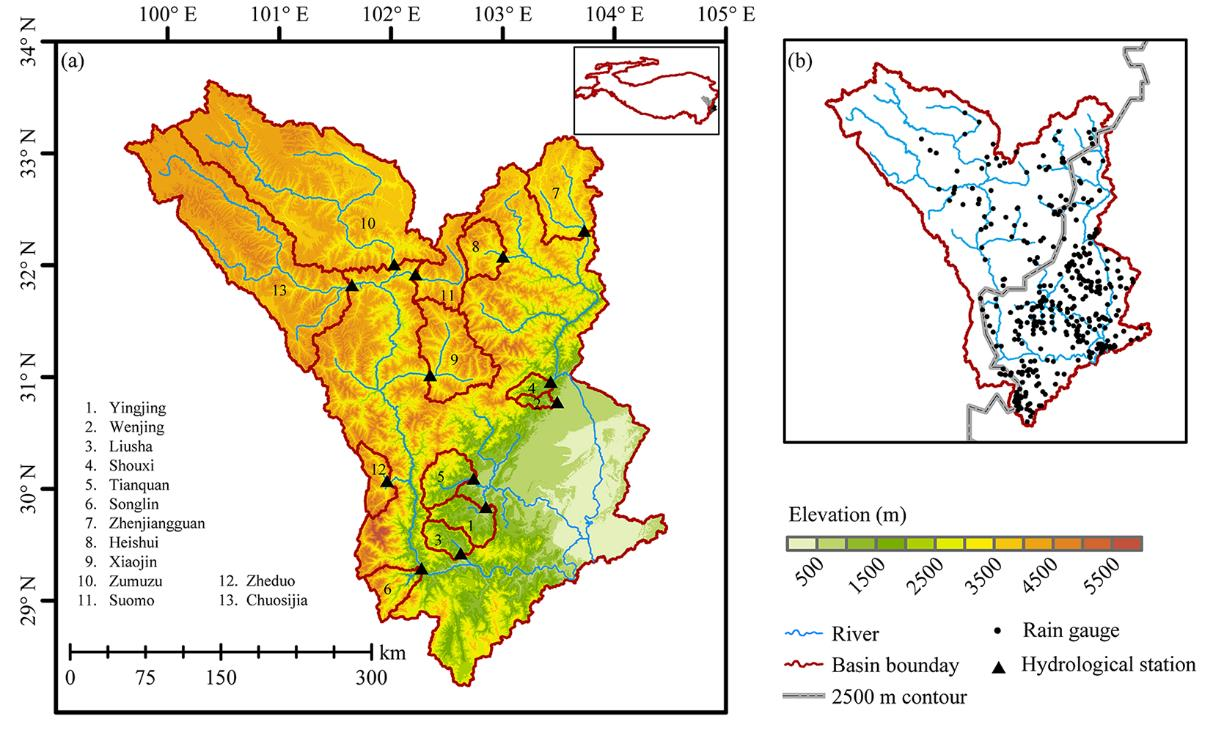 100° E 101° E 102° E 103° E 104° E 105° E
34° N
33° N
32° N
31° N
30° N
29° N
(a)
7
10
8
13
11
9
4
2
12
5
1
3
6
1. Yingjing
2. Wenjing
3. Liusha
4. Shouxi
5. Tianquan
6. Songlin
7. Zhenjiangguan
8. Heishui
9. Xiaojin
10. Zumuzu 12. Zheduo
11. Suomo 13. Chuosijia
km
0 75 150 300
(b)
Elevation (m)
500 1500 2500 3500 4500 5500
River Rain gauge
Basin bounday Hydrological station
2500 m contour